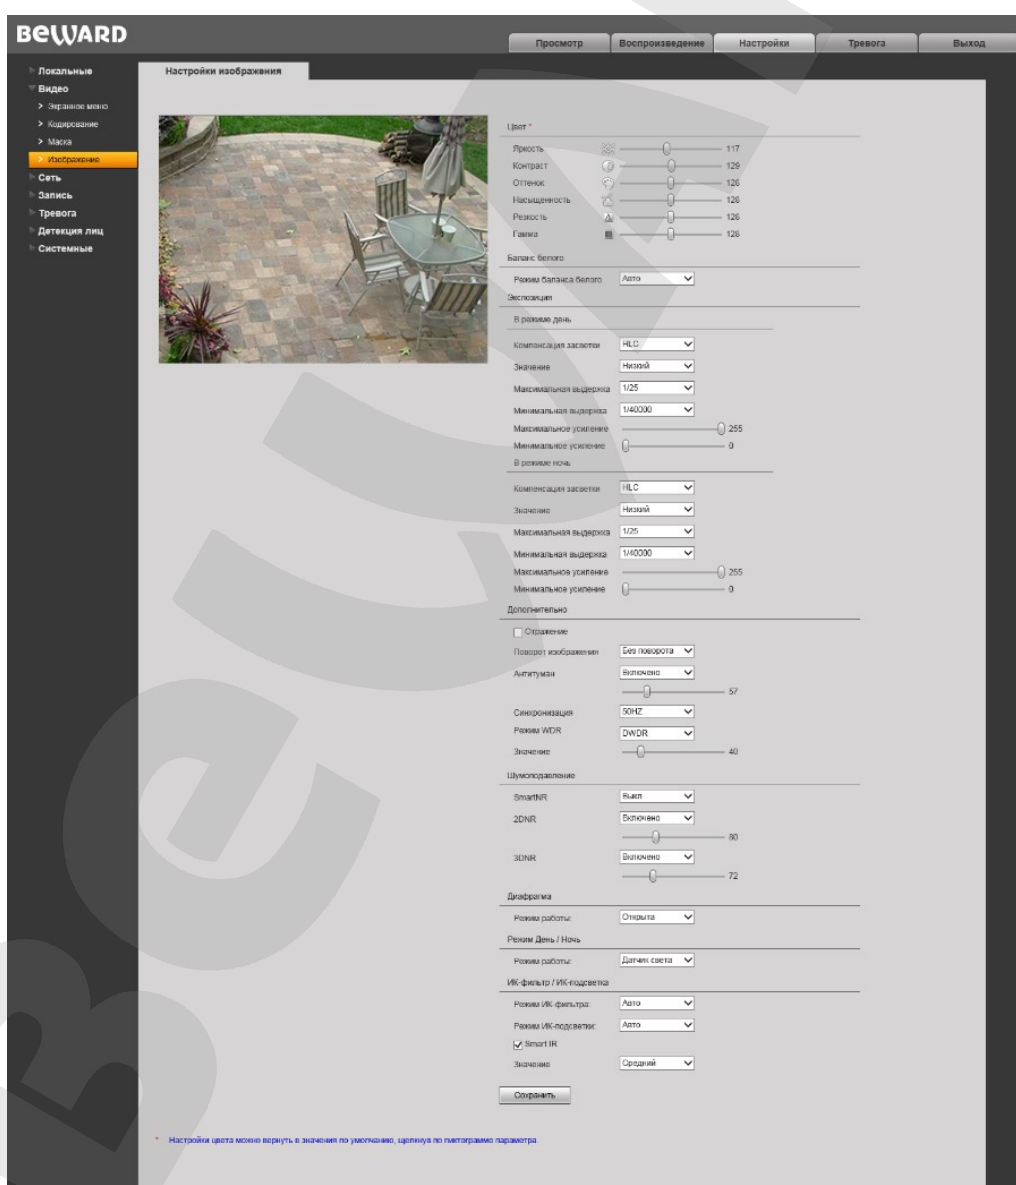 BEWARD
Просмотр Воспроизведение Настройки Тревога Выход
Локальные
Видео
Экранное меню
Кодирование
Маска
Изображение
Сеть
Запись
Тревога
Детекция лиц
Системные
Настройки изображения
Цвет *
Яркость 117
Контраст 129
Оттенок 128
Насыщенность 128
Резкость 128
Гамма 128
Баланс белого
Режим баланса белого Авто
Экспозиция
В режиме день
Компенсация засветки HLC
Значение Низкий
Максимальная выдержка 1/25
Минимальная выдержка 1/40000
Максимальное усиление 255
Минимальное усиление 0
В режиме ночь
Компенсация засветки HLC
Значение Низкий
Максимальная выдержка 1/25
Минимальная выдержка 1/40000
Максимальное усиление 255
Минимальное усиление 0
Дополнительно
Отражение
Поворот изображения Без поворота
Антитуман Включено
57
Синхронизация 50HZ
Режим WDR DWDR
Значение 40
Шумоподавление
SmartNR Выкл
2DNR Включено
80
3DNR Включено
72
Диафрагма
Режим работы: Открыта
Режим День / Ночь
Режим работы: Датчик света
ИК-фильтр / ИК-подсветка
Режим ИК-фильтра: Авто
Режим ИК-подсветки: Авто
Smart IR
Значение Средний
Сохранить
* Настройки цвета можно вернуть в значения по умолчанию, щелкнув по пиктограмме параметра.